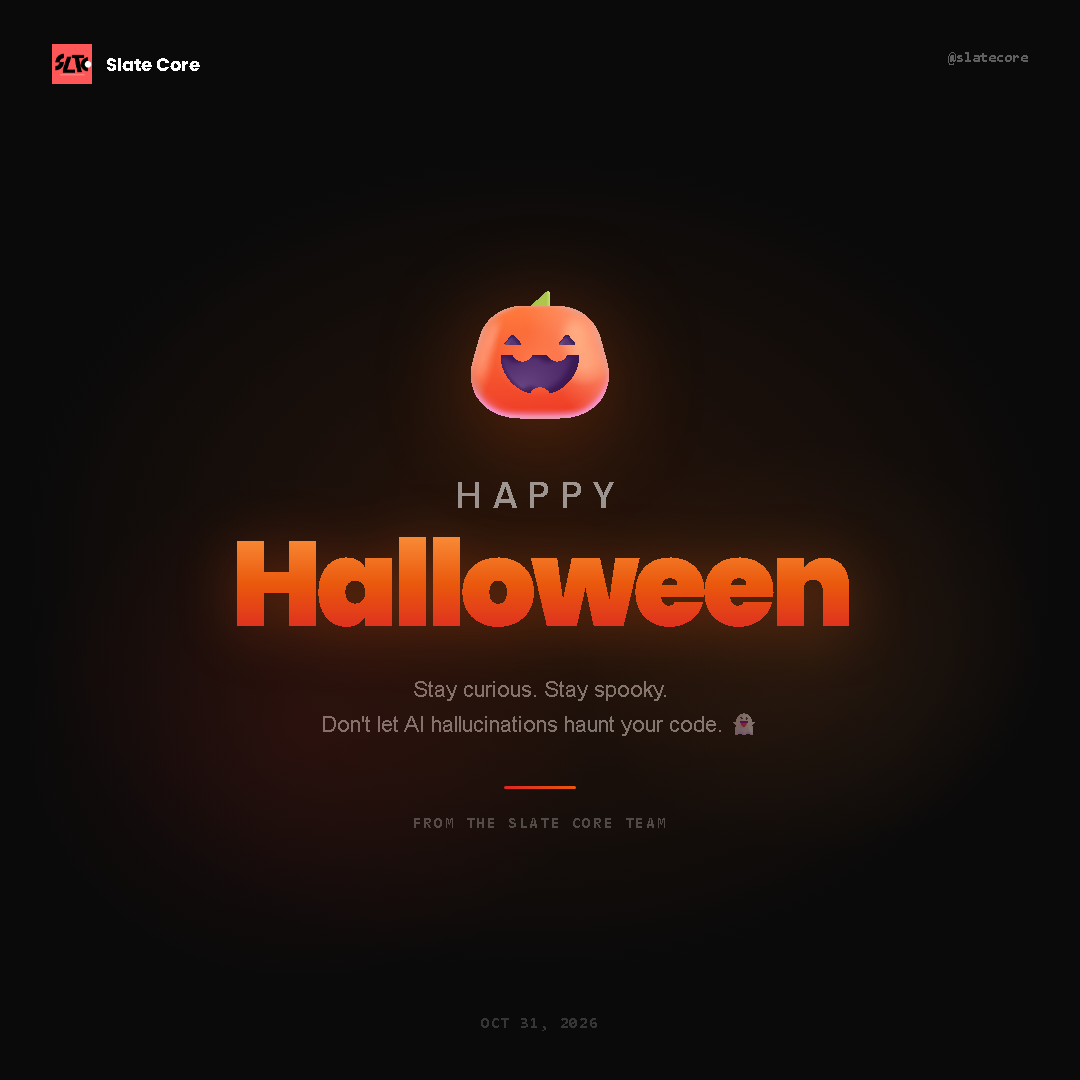 SLTC
Slate Core
@slatecore
HAPPY
Halloween
Stay curious. Stay spooky.
Don't let AI hallucinations haunt your code. 👻
FROM THE SLATE CORE TEAM
OCT 31, 2026